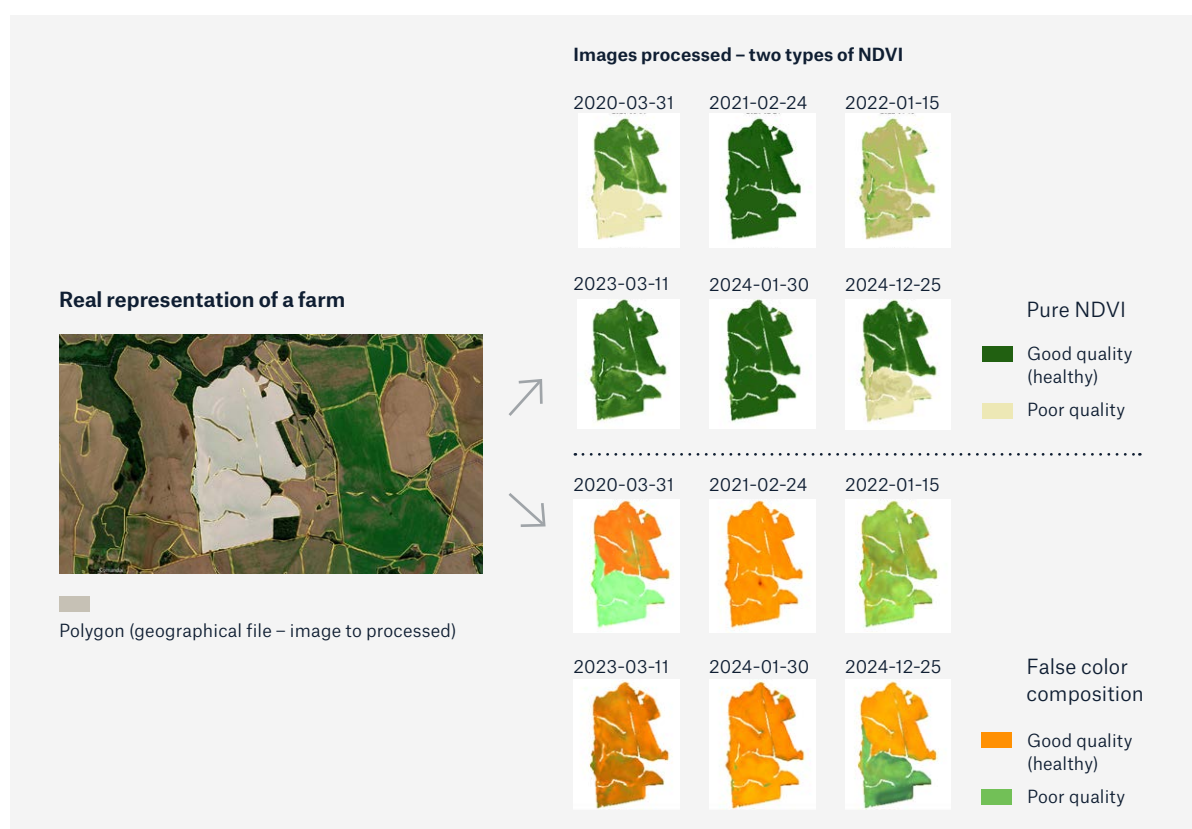 Images processed – two types of NDVI
2020-03-31 2021-02-24 2022-01-15
2023-03-11 2024-01-30 2024-12-25
Real representation of a farm
Polygon (geographical file – image to processed)
Pure NDVI
Good quality
(healthy)
Poor quality
2020-03-31 2021-02-24 2022-01-15
2023-03-11 2024-01-30 2024-12-25
False color
composition
Good quality
(healthy)
Poor quality